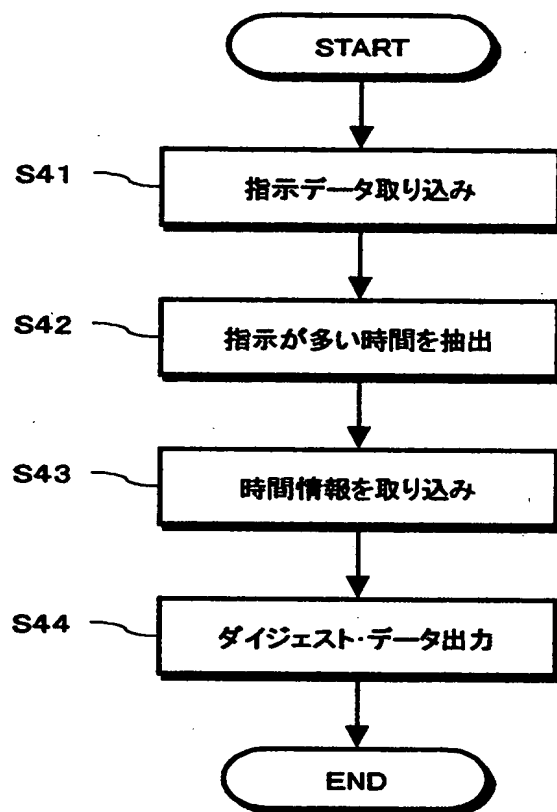 START
S41
指示データ取り込み
S42
指示が多い時間を抽出
S43
時間情報を取り込み
S44
ダイジェスト・データ出力
END